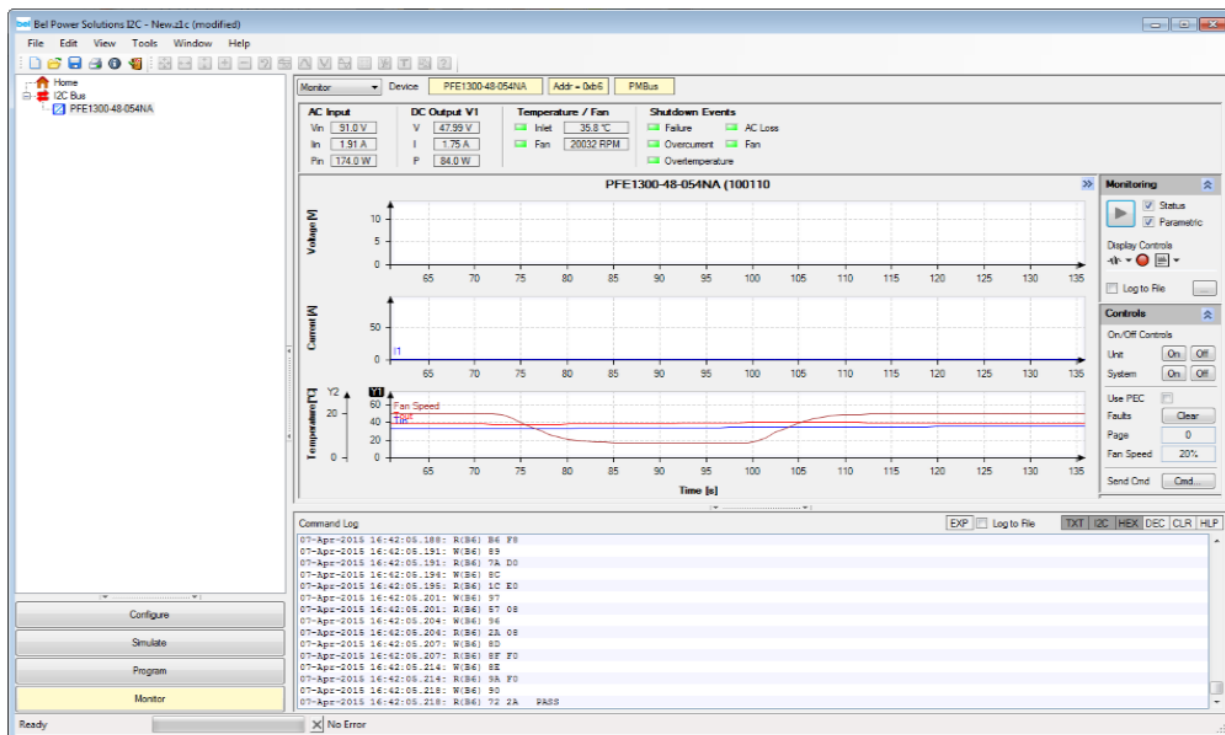 Bel Power Solutions I2C - New.z1c (modified)
File Edit View Tools Window Help
Home
I2C Bus
PFE1300-48-054NA
Monitor Device PFE1300-48-054NA Addr = 0xb6 PMBus
AC Input DC Output V1 Temperature / Fan Shutdown Events
Vin 91.0 V V 47.99 V Inlet 35.8 °C Failure AC Loss
Iin 1.91 A I 1.75 A Fan 20032 RPM Overcurrent Fan
Pin 174.0 W P 84.0 W Overtemperature
PFE1300-48-054NA (100110
Voltage [V]
10
5
0
65 70 75 80 85 90 95 100 105 110 115 120 125 130 135
Current [A]
50
0
I1
65 70 75 80 85 90 95 100 105 110 115 120 125 130 135
Temperature [°C]
Y2 Y1
20
0
60
40
20
0
Fan Speed
Tout
Tin
65 70 75 80 85 90 95 100 105 110 115 120 125 130 135
Time [s]
Monitoring
Status
Parametric
Display Controls
Log to File ...
Controls
On/Off Controls
Unit On Off
System On Off
Use PEC
Faults Clear
Page 0
Fan Speed 20%
Send Cmd Cmd...
Command Log EXP Log to File TXT I2C HEX DEC CLR HLP
07-Apr-2015 16:42:05.188: R(B6) B6 F8
07-Apr-2015 16:42:05.191: W(B6) 89
07-Apr-2015 16:42:05.191: R(B6) 7A D0
07-Apr-2015 16:42:05.194: W(B6) 8C
07-Apr-2015 16:42:05.195: R(B6) 1C E0
07-Apr-2015 16:42:05.201: W(B6) 97
07-Apr-2015 16:42:05.201: R(B6) 57 08
07-Apr-2015 16:42:05.204: W(B6) 96
07-Apr-2015 16:42:05.204: R(B6) 2A 08
07-Apr-2015 16:42:05.207: W(B6) 8D
07-Apr-2015 16:42:05.207: R(B6) 8F F0
07-Apr-2015 16:42:05.214: W(B6) 8E
07-Apr-2015 16:42:05.214: R(B6) 9A F0
07-Apr-2015 16:42:05.218: W(B6) 90
07-Apr-2015 16:42:05.218: R(B6) 72 2A PASS
Configure
Simulate
Program
Monitor
Ready No Error